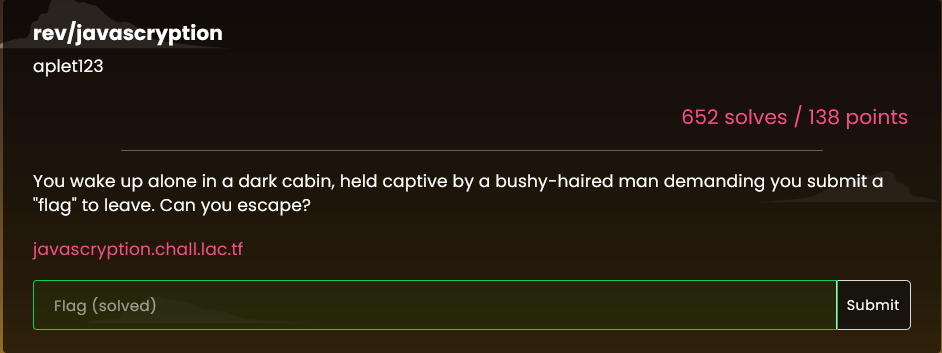 rev/javascryption
aplet123
652 solves / 138 points
You wake up alone in a dark cabin, held captive by a bushy-haired man demanding you submit a
"flag" to leave. Can you escape?
javascryption.chall.lac.tf
Flag (solved)
Submit